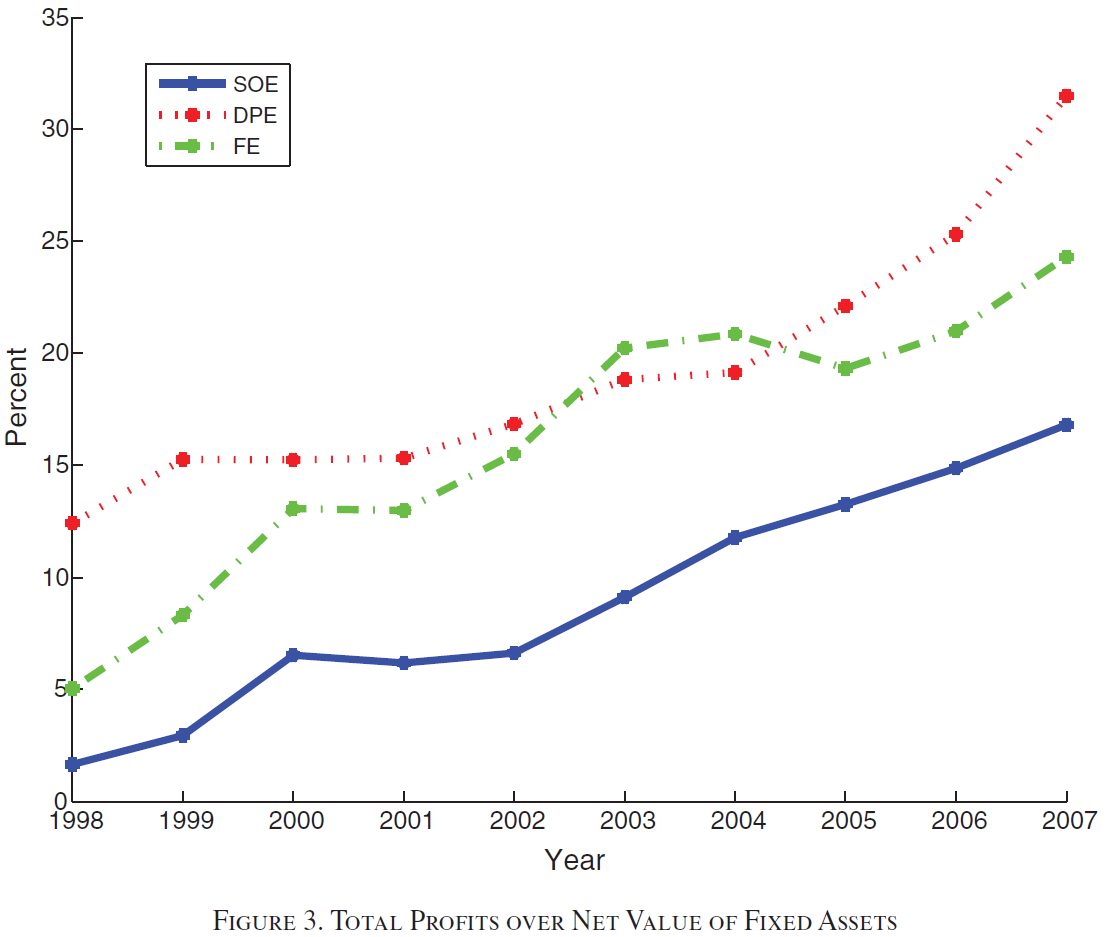 35
30
25
20
15
10
5
0
Percent
SOE
DPE
FE
1998 1999 2000 2001 2002 2003 2004 2005 2006 2007
Year
FIGURE 3. TOTAL PROFITS OVER NET VALUE OF FIXED ASSETS